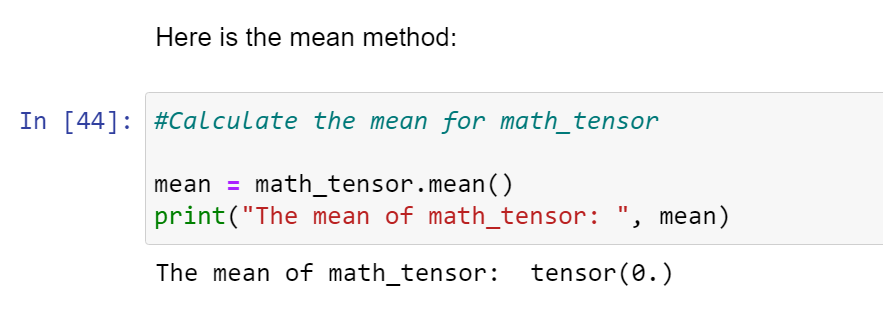 Here is the mean method:
In [44]: #Calculate the mean for math_tensor
mean = math_tensor.mean()
print("The mean of math_tensor: ", mean)
The mean of math_tensor:  tensor(0.)